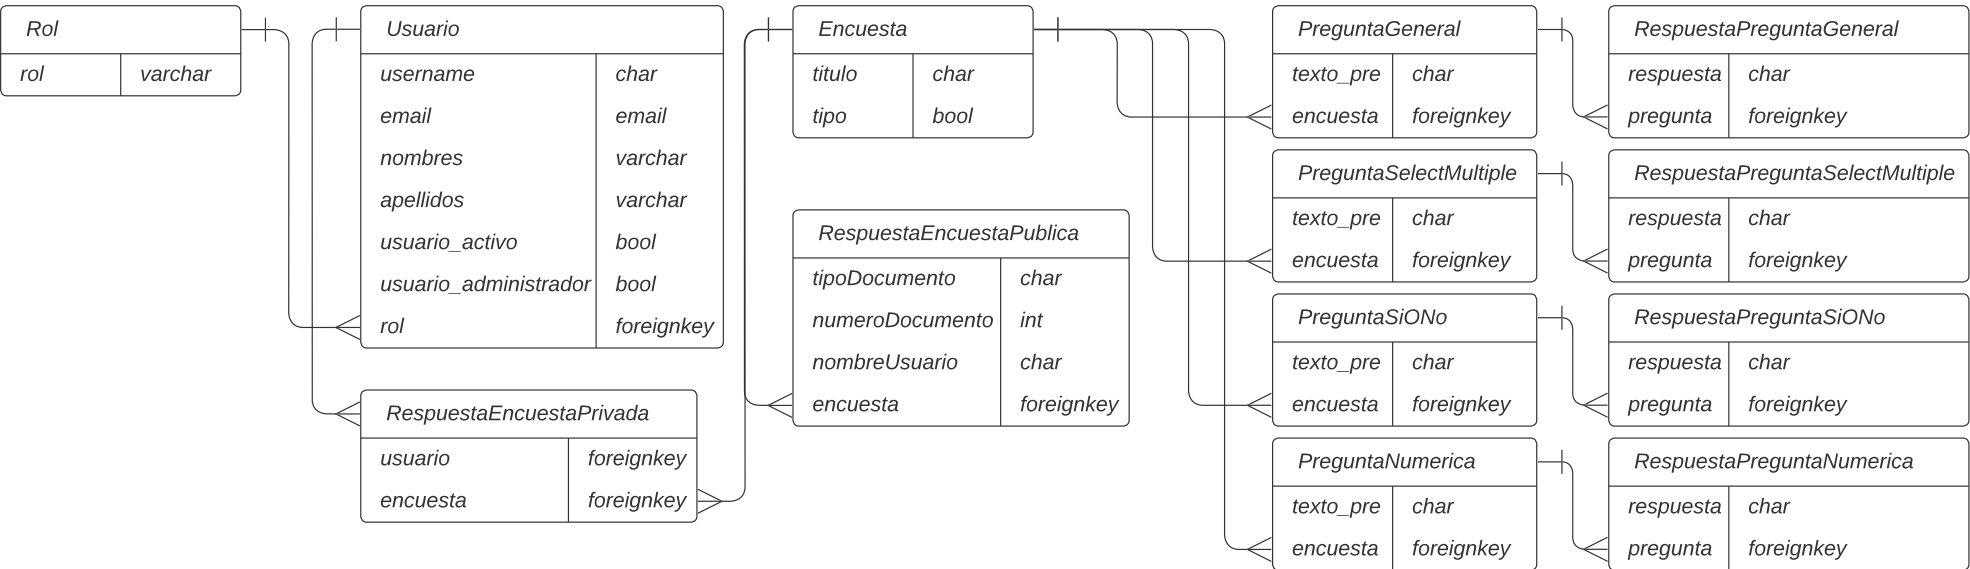 Rol
rol varchar
Usuario
username char
email email
nombres varchar
apellidos varchar
usuario_activo bool
usuario_administrador bool
rol foreignkey
RespuestaEncuestaPrivada
usuario foreignkey
encuesta foreignkey
Encuesta
titulo char
tipo bool
RespuestaEncuestaPublica
tipoDocumento char
numeroDocumento int
nombreUsuario char
encuesta foreignkey
PreguntaGeneral
texto_pre char
encuesta foreignkey
PreguntaSelectMultiple
texto_pre char
encuesta foreignkey
PreguntaSiONo
texto_pre char
encuesta foreignkey
PreguntaNumerica
texto_pre char
encuesta foreignkey
RespuestaPreguntaGeneral
respuesta char
pregunta foreignkey
RespuestaPreguntaSelectMultiple
respuesta char
pregunta foreignkey
RespuestaPreguntaSiONo
respuesta char
pregunta foreignkey
RespuestaPreguntaNumerica
respuesta char
pregunta foreignkey